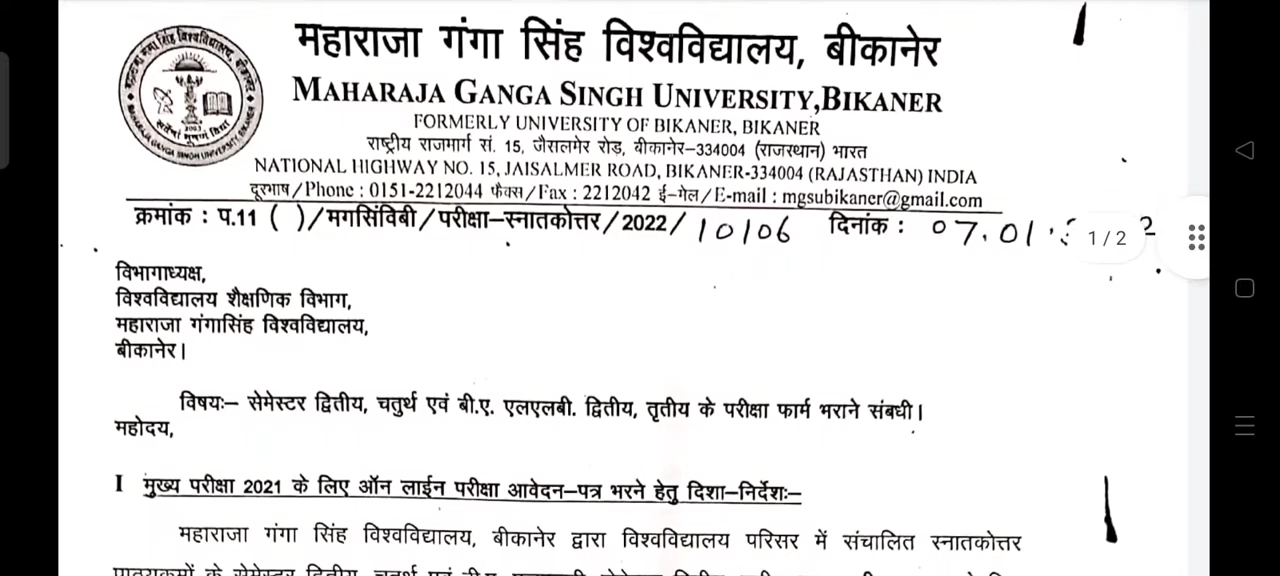 महाराजा गंगा सिंह विश्वविद्यालय, बीकानेर
MAHARAJA GANGA SINGH UNIVERSITY,BIKANER
FORMERLY UNIVERSITY OF BIKANER, BIKANER
राष्ट्रीय राजमार्ग सं. 15, जैसलमेर रोड़, बीकानेर-334004 (राजस्थान) भारत
NATIONAL HIGHWAY NO. 15, JAISALMER ROAD, BIKANER-334004 (RAJASTHAN) INDIA
दूरभाष/Phone : 0151-2212044 फैक्स/Fax : 2212042 ई-मेल/E-mail : mgsubikaner@gmail.com
क्रमांक : प.11 ( )/मगसिंविबी/परीक्षा-स्नातकोत्तर/2022/10106 दिनांक : 07.01.
1/2
विभागाध्यक्ष,
विश्वविद्यालय शैक्षणिक विभाग,
महाराजा गंगासिंह विश्वविद्यालय,
बीकानेर।
विषयः- सेमेस्टर द्वितीय, चतुर्थ एवं बी.ए. एलएलबी. द्वितीय, तृतीय के परीक्षा फार्म भराने संबधी।
महोदय,
I मुख्य परीक्षा 2021 के लिए ऑन लाईन परीक्षा आवेदन-पत्र भरने हेतु दिशा-निर्देशः-
महाराजा गंगा सिंह विश्वविद्यालय, बीकानेर द्वारा विश्वविद्यालय परिसर में संचालित स्नातकोत्तर